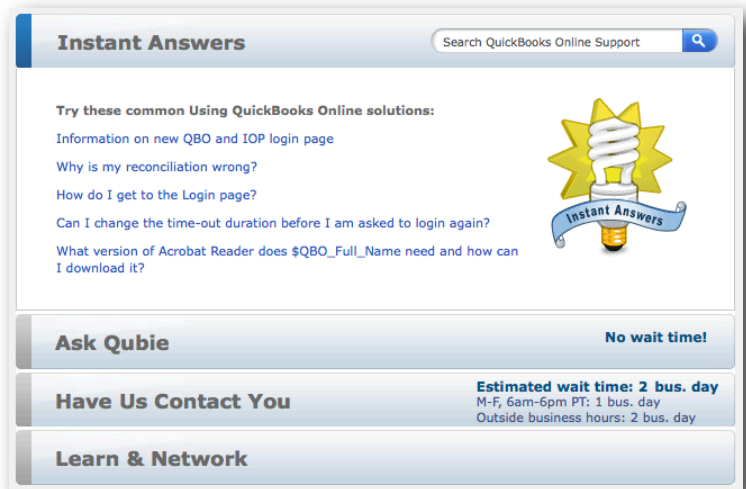 Instant Answers
Search QuickBooks Online Support
Try these common Using QuickBooks Online solutions:
Information on new QBO and IOP login page
Why is my reconciliation wrong?
How do I get to the Login page?
Can I change the time-out duration before I am asked to login again?
What version of Acrobat Reader does $QBO_Full_Name need and how can
I download it?
Instant Answers
Ask Qubie
No wait time!
Have Us Contact You
Estimated wait time: 2 bus. day
M-F, 6am-6pm PT: 1 bus. day
Outside business hours: 2 bus. day
Learn & Network